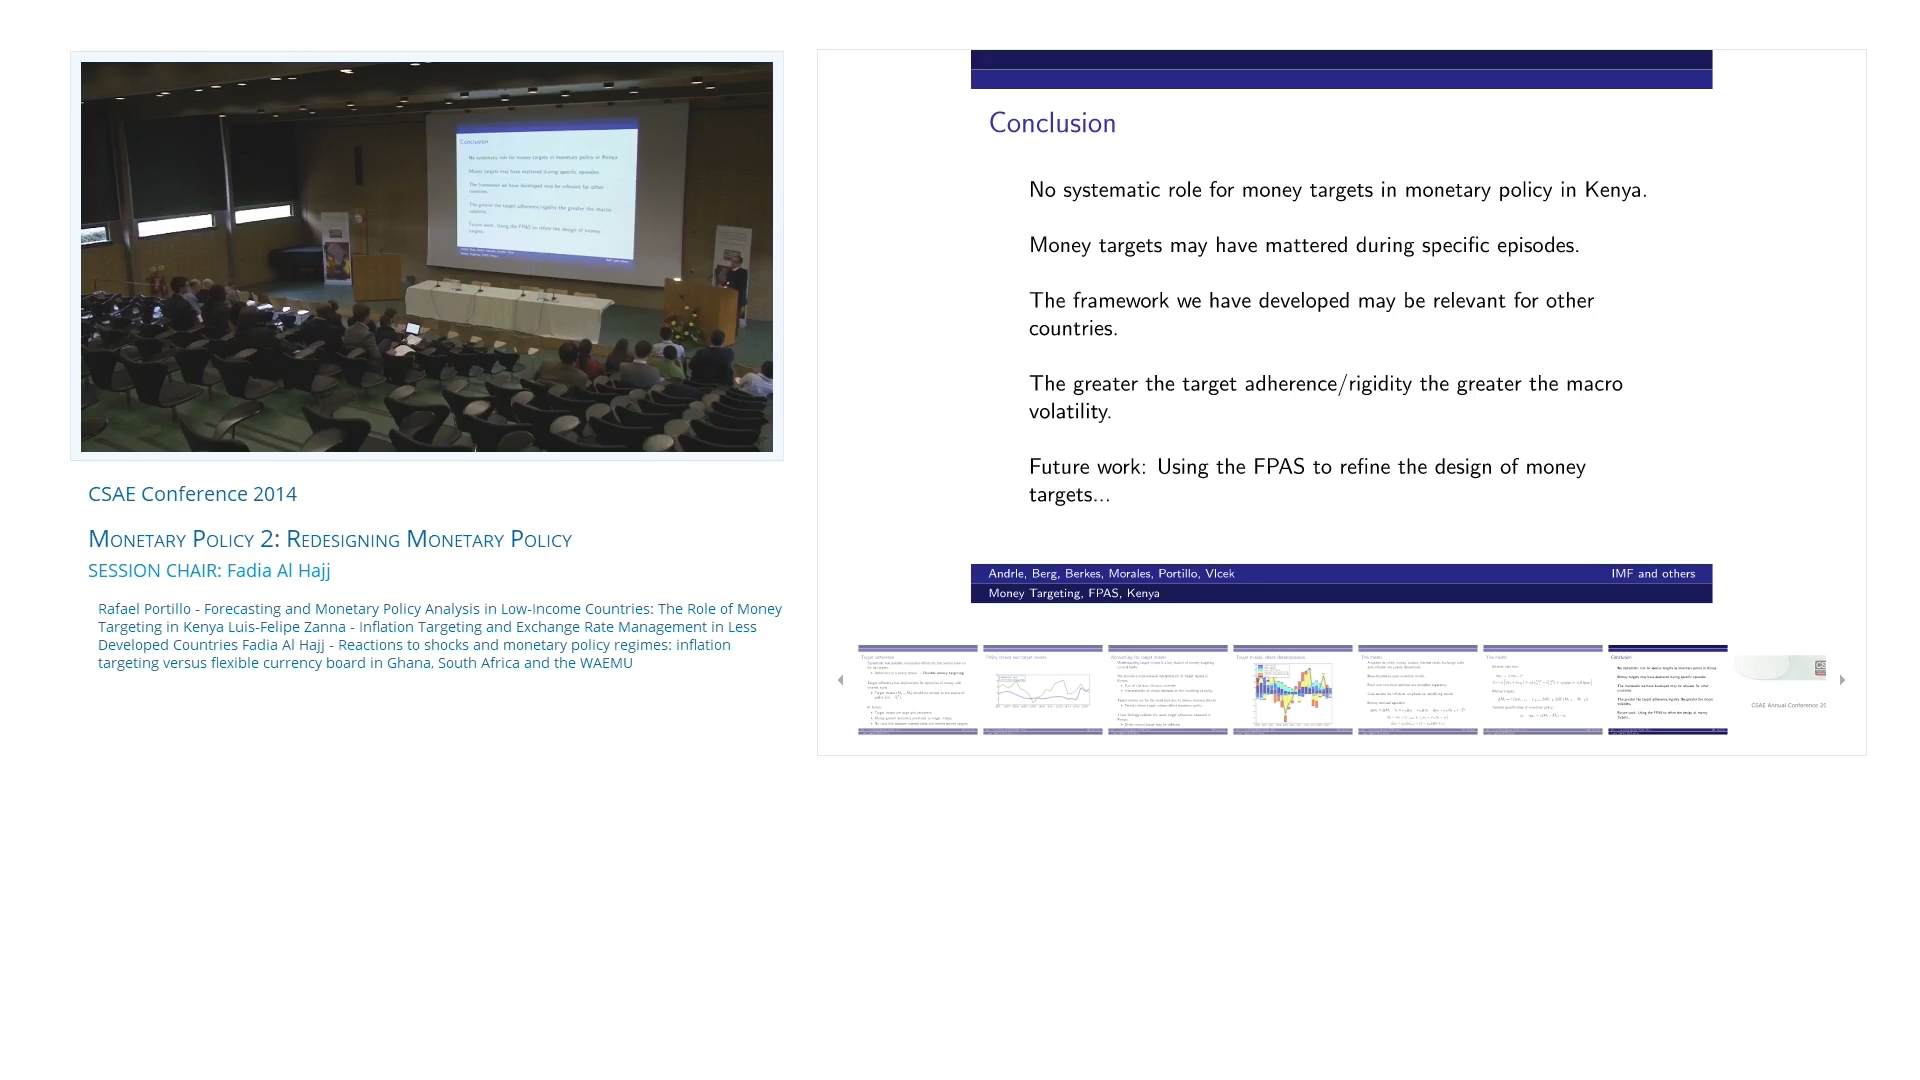 CSAE Conference 2014
Monetary Policy 2: Redesigning Monetary Policy
SESSION CHAIR: Fadia Al Hajj
Rafael Portillo - Forecasting and Monetary Policy Analysis in Low-Income Countries: The Role of Money
Targeting in Kenya Luis-Felipe Zanna - Inflation Targeting and Exchange Rate Management in Less
Developed Countries Fadia Al Hajj - Reactions to shocks and monetary policy regimes: inflation
targeting versus flexible currency board in Ghana, South Africa and the WAEMU
Conclusion
No systematic role for money targets in monetary policy in Kenya.
Money targets may have mattered during specific episodes.
The framework we have developed may be relevant for other
countries.
The greater the target adherence/rigidity the greater the macro
volatility.
Future work: Using the FPAS to refine the design of money
targets...
Andrle, Berg, Berkes, Morales, Portillo, Vlcek
IMF and others
Money Targeting, FPAS, Kenya